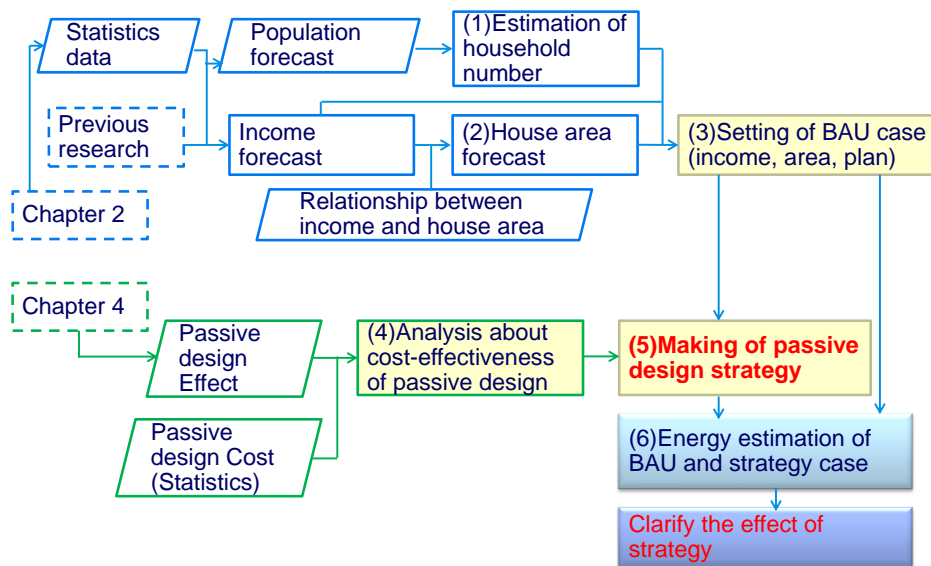 Statistics
data
Population
forecast
(1)Estimation of
household
number
Previous
research
Income
forecast
(2)House area
forecast
(3)Setting of BAU case
(income, area, plan)
Chapter 2
Relationship between
income and house area
Chapter 4
Passive
design
Effect
(4)Analysis about
cost-effectiveness
of passive design
(5)Making of passive
design strategy
Passive
design Cost
(Statistics)
(6)Energy estimation of
BAU and strategy case
Clarify the effect of
strategy